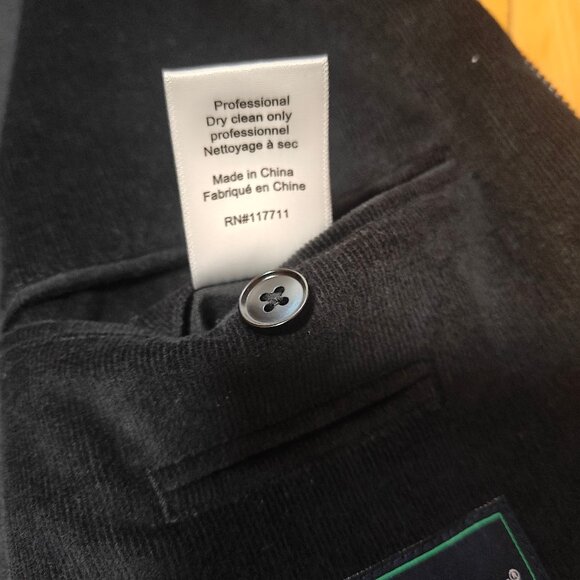 Professional
Dry clean only
professionnel
Nettoyage à sec
Made in China
Fabriqué en Chine
RN#117711